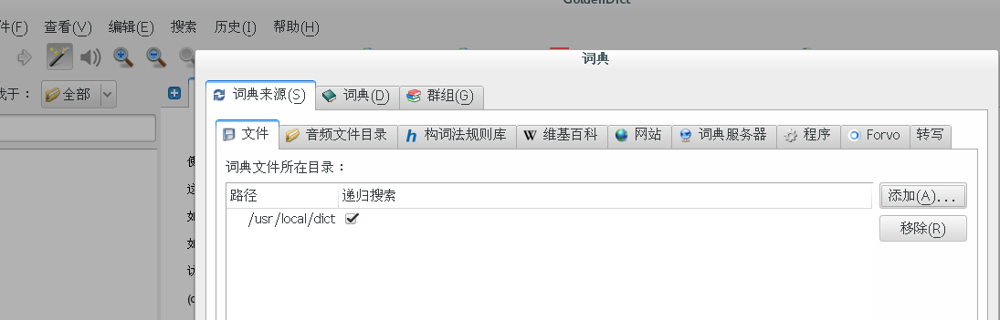 GoldenDict
件(F) 查看(V) 编辑(E) 搜索 历史(I) 帮助(H)
词典
找于： 全部
词典来源(S) 词典(D) 群组(G)
文件 音频文件目录 构词法规则库 维基百科 网站 词典服务器 程序 Forvo 转写
词典文件所在目录：
路径 递归搜索 添加(A)...
/usr/local/dict
移除(R)
这
如
如